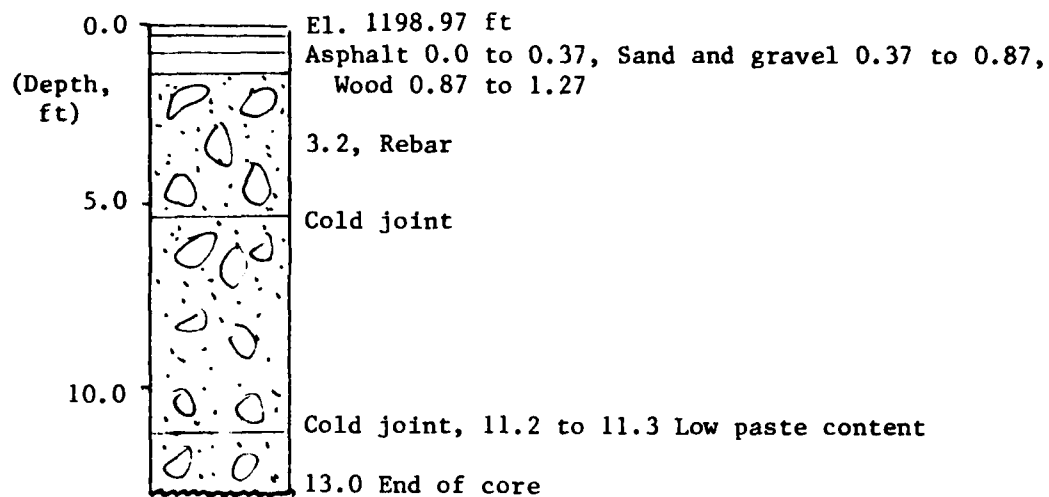 0.0
El. 1198.97 ft
Asphalt 0.0 to 0.37, Sand and gravel 0.37 to 0.87,
Wood 0.87 to 1.27
(Depth,
ft)
3.2, Rebar
5.0
Cold joint
10.0
Cold joint, 11.2 to 11.3 Low paste content
13.0 End of core